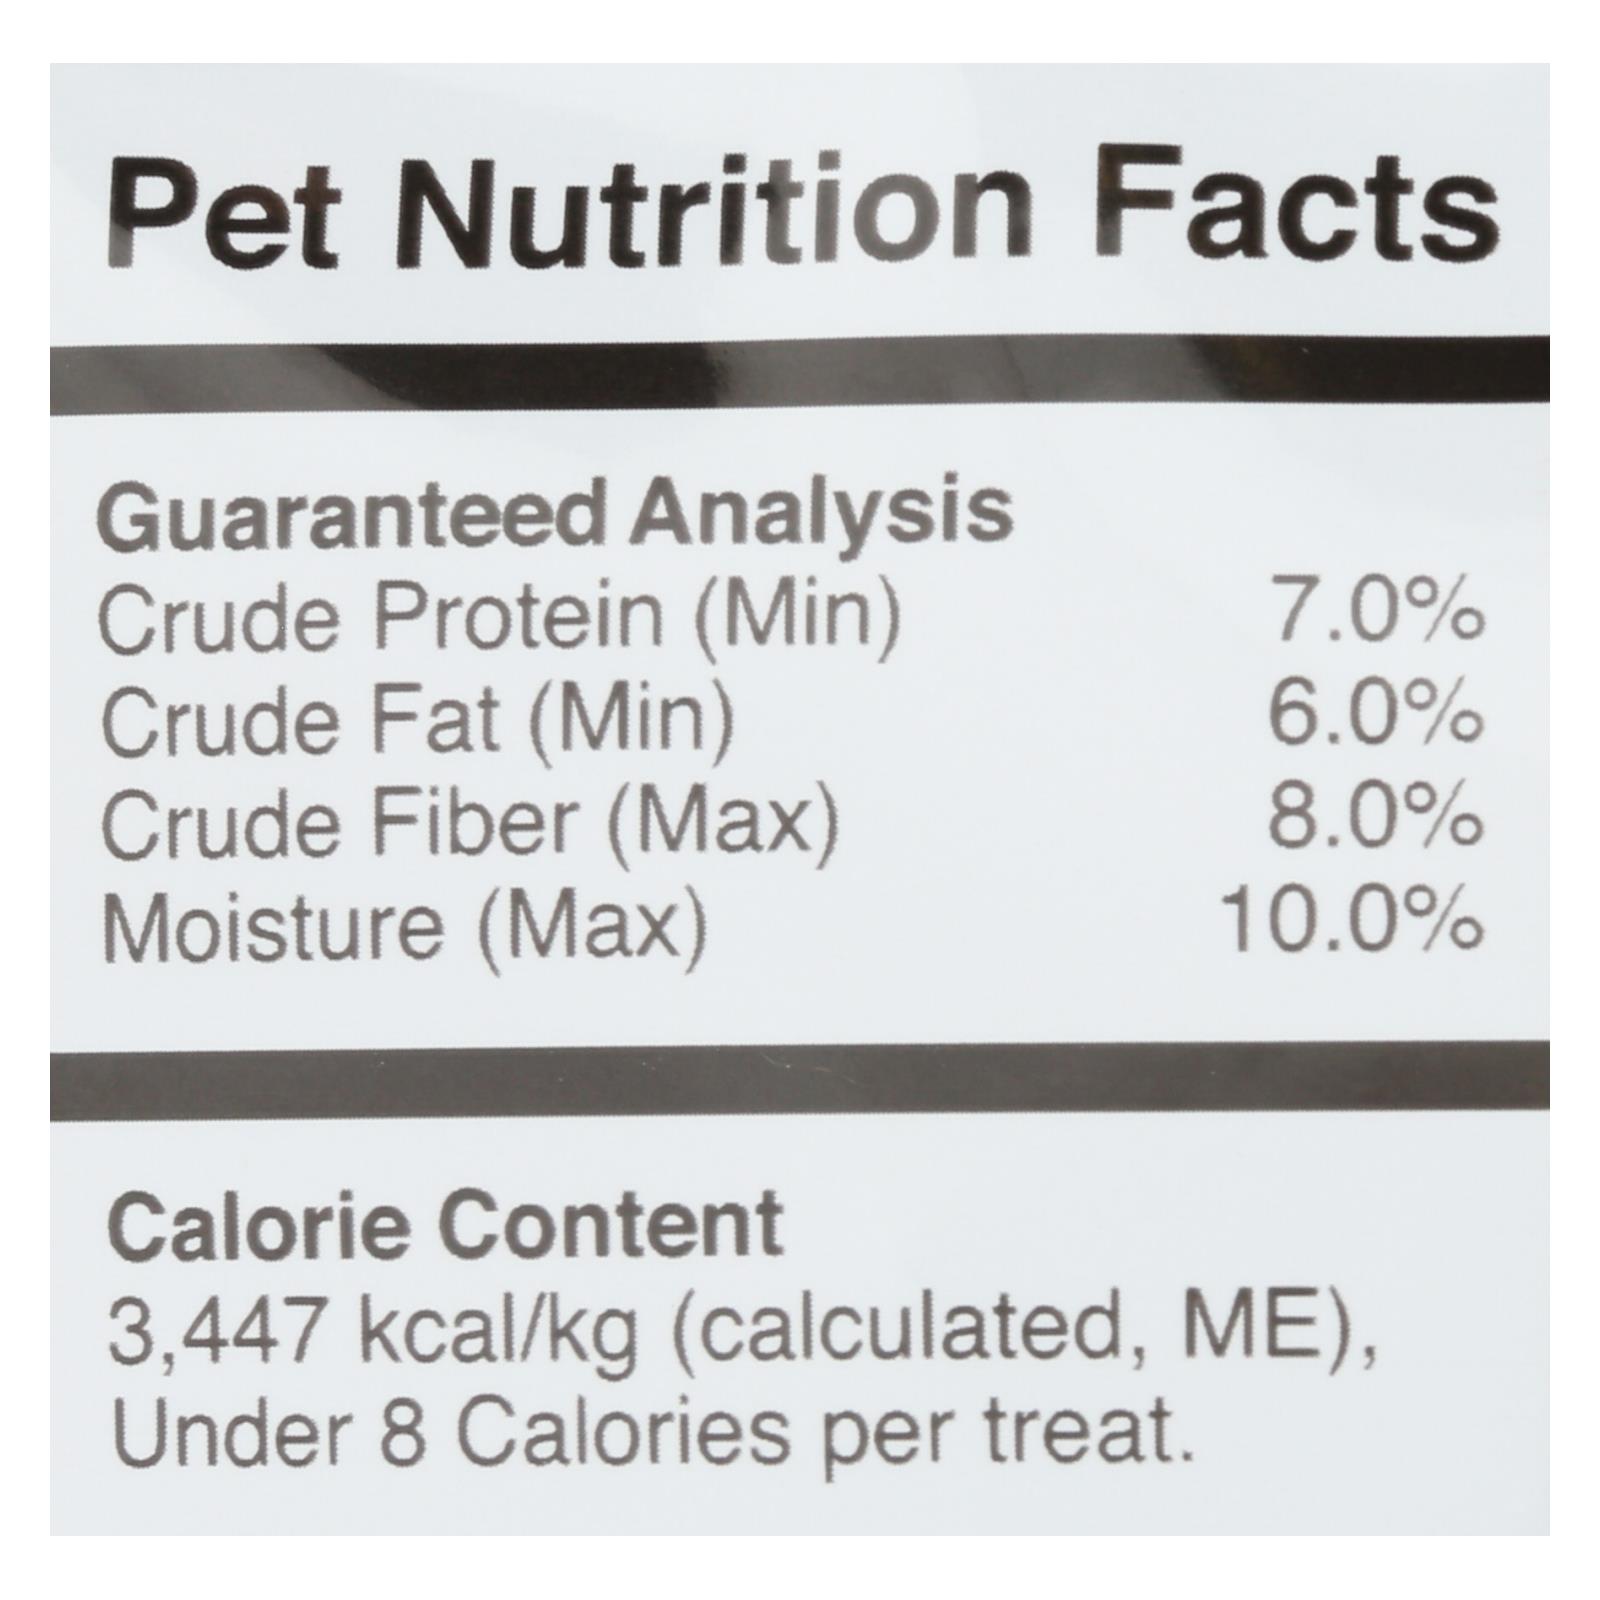 Pet Nutrition Facts
Guaranteed Analysis
Crude Protein (Min) 7.0%
Crude Fat (Min) 6.0%
Crude Fiber (Max) 8.0%
Moisture (Max) 10.0%
Calorie Content
3,447 kcal/kg (calculated, ME),
Under 8 Calories per treat.